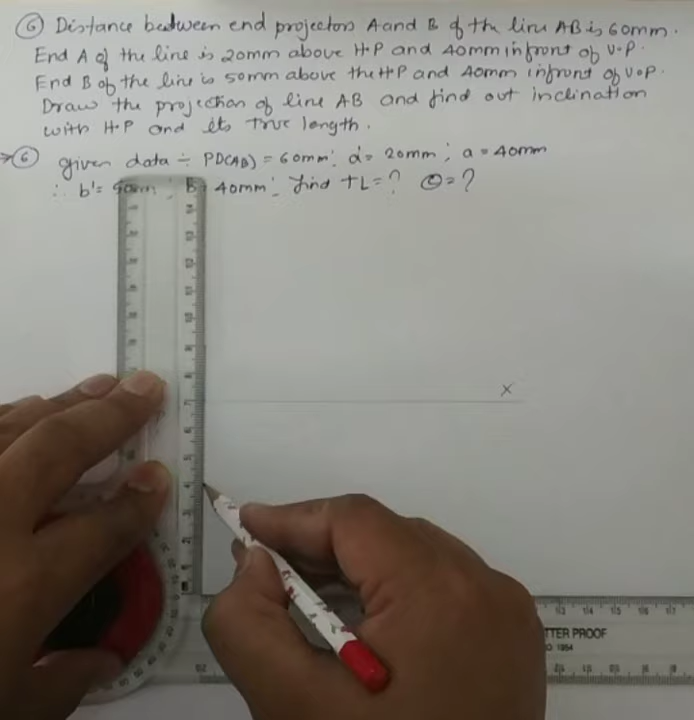 ⑥ Distance between end projectors A and B of the line AB is 60mm.
End A of the line is 20mm above H.P and 40mm infront of V.P.
End B of the line is 50mm above the H.P and 40mm infront of V.P.
Draw the projection of line AB and find out inclination
with H.P and its true length.
⑥ given data ÷ PD(AB) = 60mm; a' = 20mm; a = 40mm
∴ b' = 50mm; B = 40mm; find TL = ? θ = ?
X
TTER PROOF